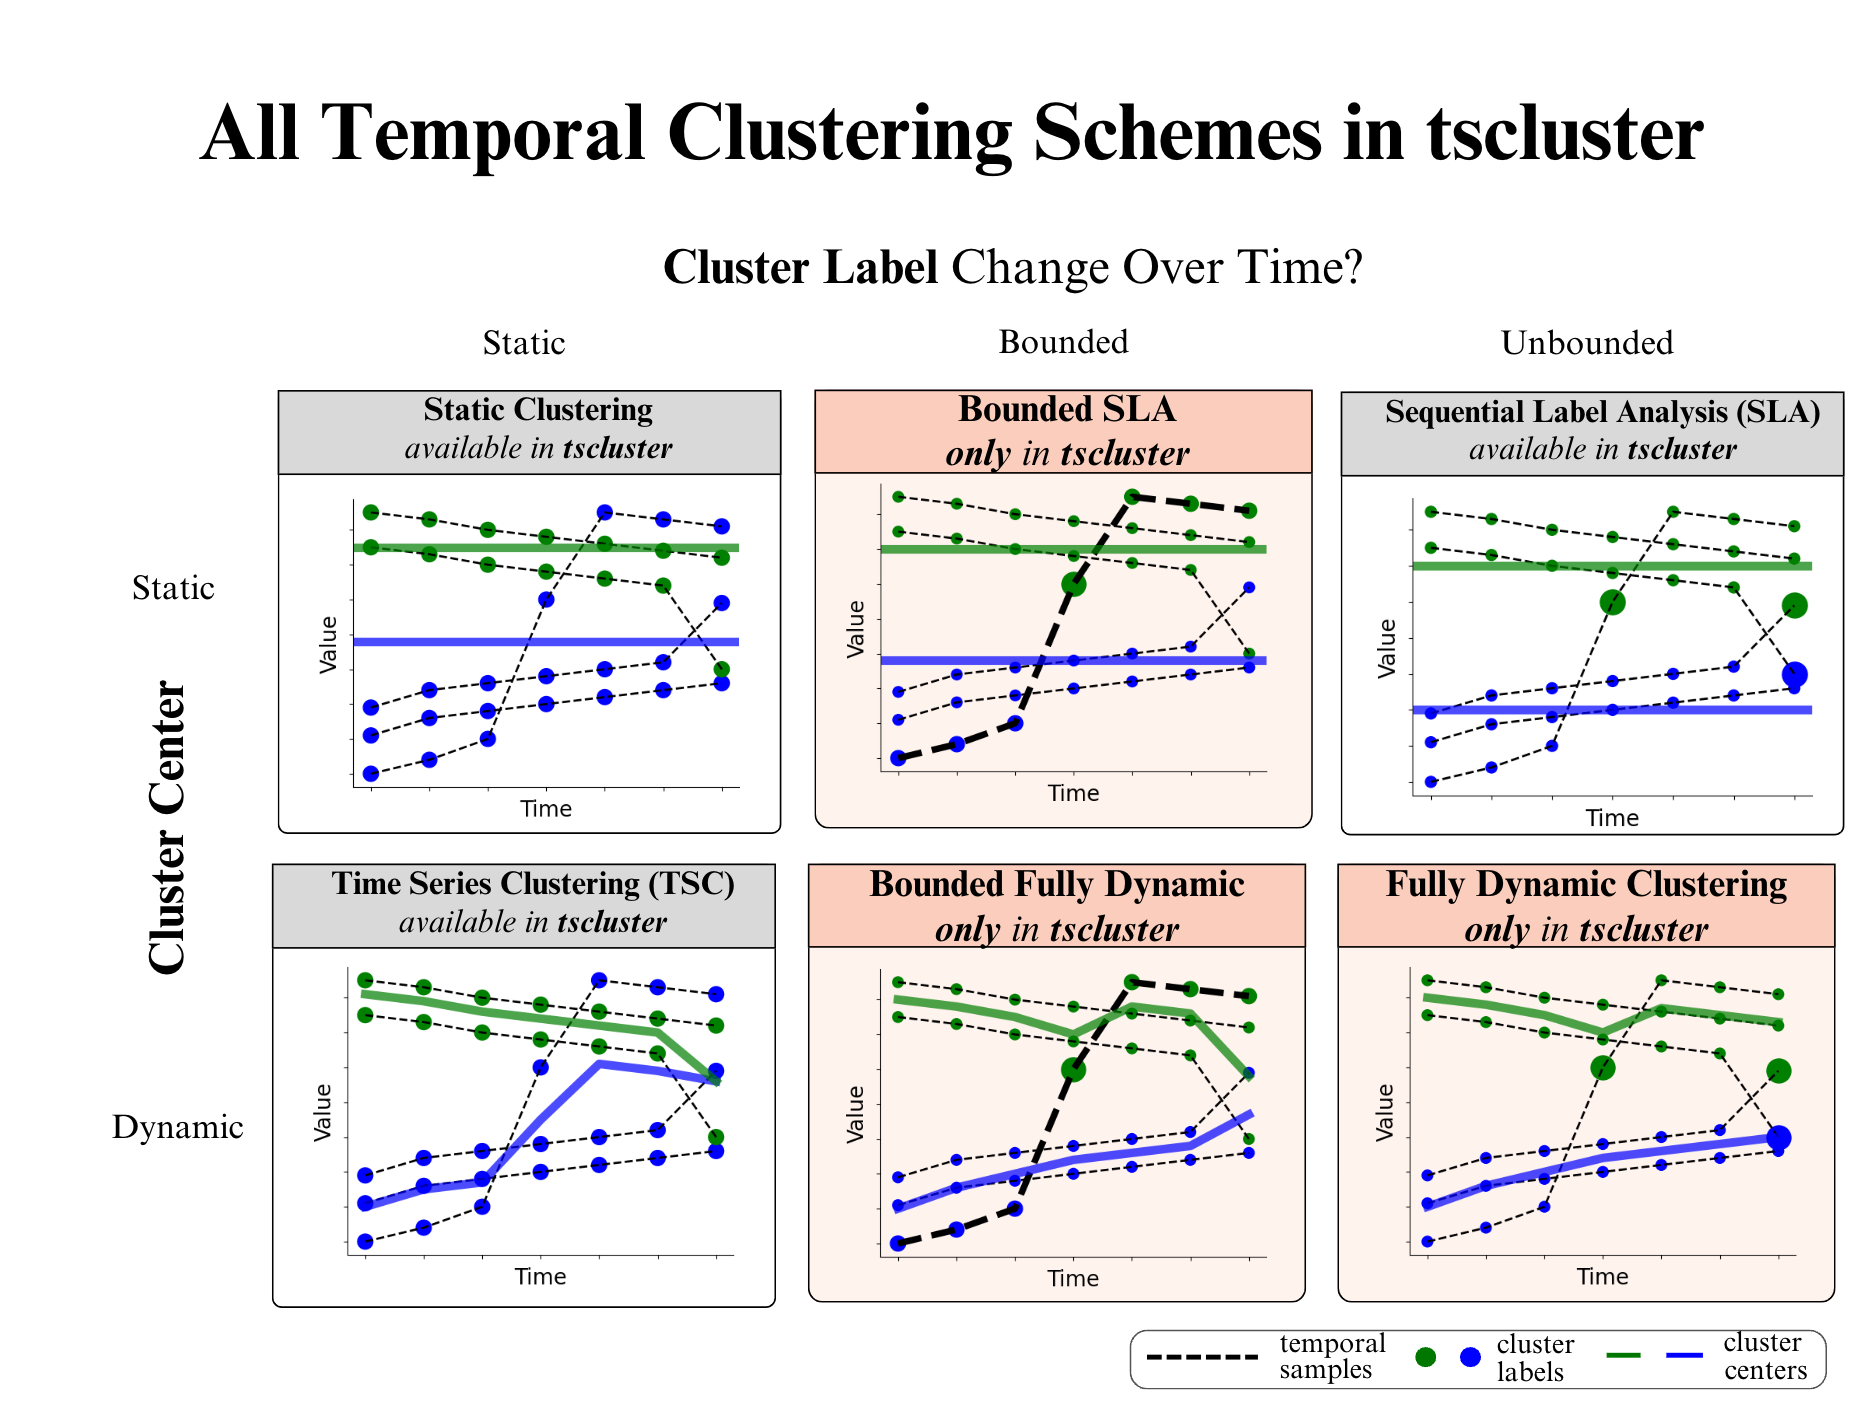 All Temporal Clustering Schemes in tscluster
Cluster Label Change Over Time?
Static
Bounded
Unbounded
Cluster Center
Static
Static Clustering
available in tscluster
Value
Time
Bounded SLA
only in tscluster
Value
Time
Sequential Label Analysis (SLA)
available in tscluster
Value
Time
Dynamic
Time Series Clustering (TSC)
available in tscluster
Value
Time
Bounded Fully Dynamic
only in tscluster
Value
Time
Fully Dynamic Clustering
only in tscluster
Value
Time
temporal
samples
cluster
labels
cluster
centers